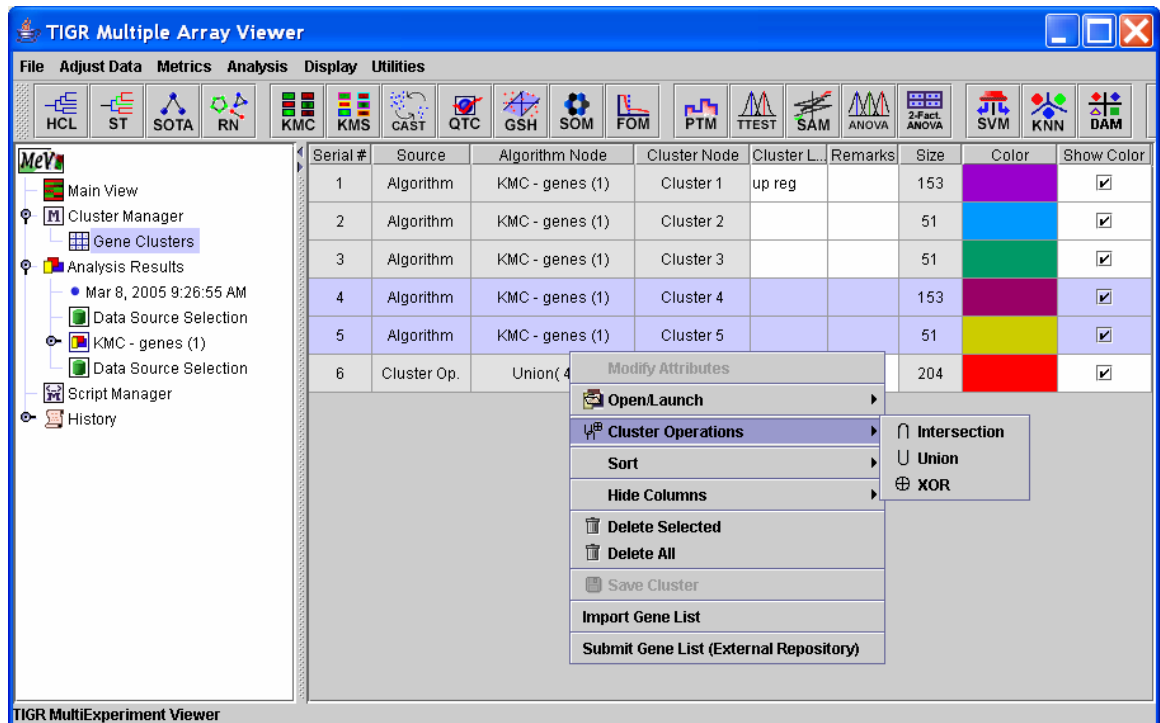 TIGR Multiple Array Viewer
File Adjust Data Metrics Analysis Display Utilities
HCL ST SOTA RN KMC KMS CAST QTC GSH SOM FOM PTM TTEST SAM ANOVA 2-Fact. ANOVA SVM KNN DAM
MeV
Main View
M Cluster Manager
Gene Clusters
Analysis Results
Mar 8, 2005 9:26:55 AM
Data Source Selection
KMC - genes (1)
Data Source Selection
Script Manager
History
Serial # Source Algorithm Node Cluster Node Cluster L... Remarks Size Color Show Color
1 Algorithm KMC - genes (1) Cluster 1 up reg 153
2 Algorithm KMC - genes (1) Cluster 2 51
3 Algorithm KMC - genes (1) Cluster 3 51
4 Algorithm KMC - genes (1) Cluster 4 153
5 Algorithm KMC - genes (1) Cluster 5 51
6 Cluster Op. Union( 4 204
Modify Attributes
Open/Launch
Cluster Operations
Sort
Hide Columns
Delete Selected
Delete All
Save Cluster
Import Gene List
Submit Gene List (External Repository)
∩ Intersection
∪ Union
⊕ XOR
TIGR MultiExperiment Viewer